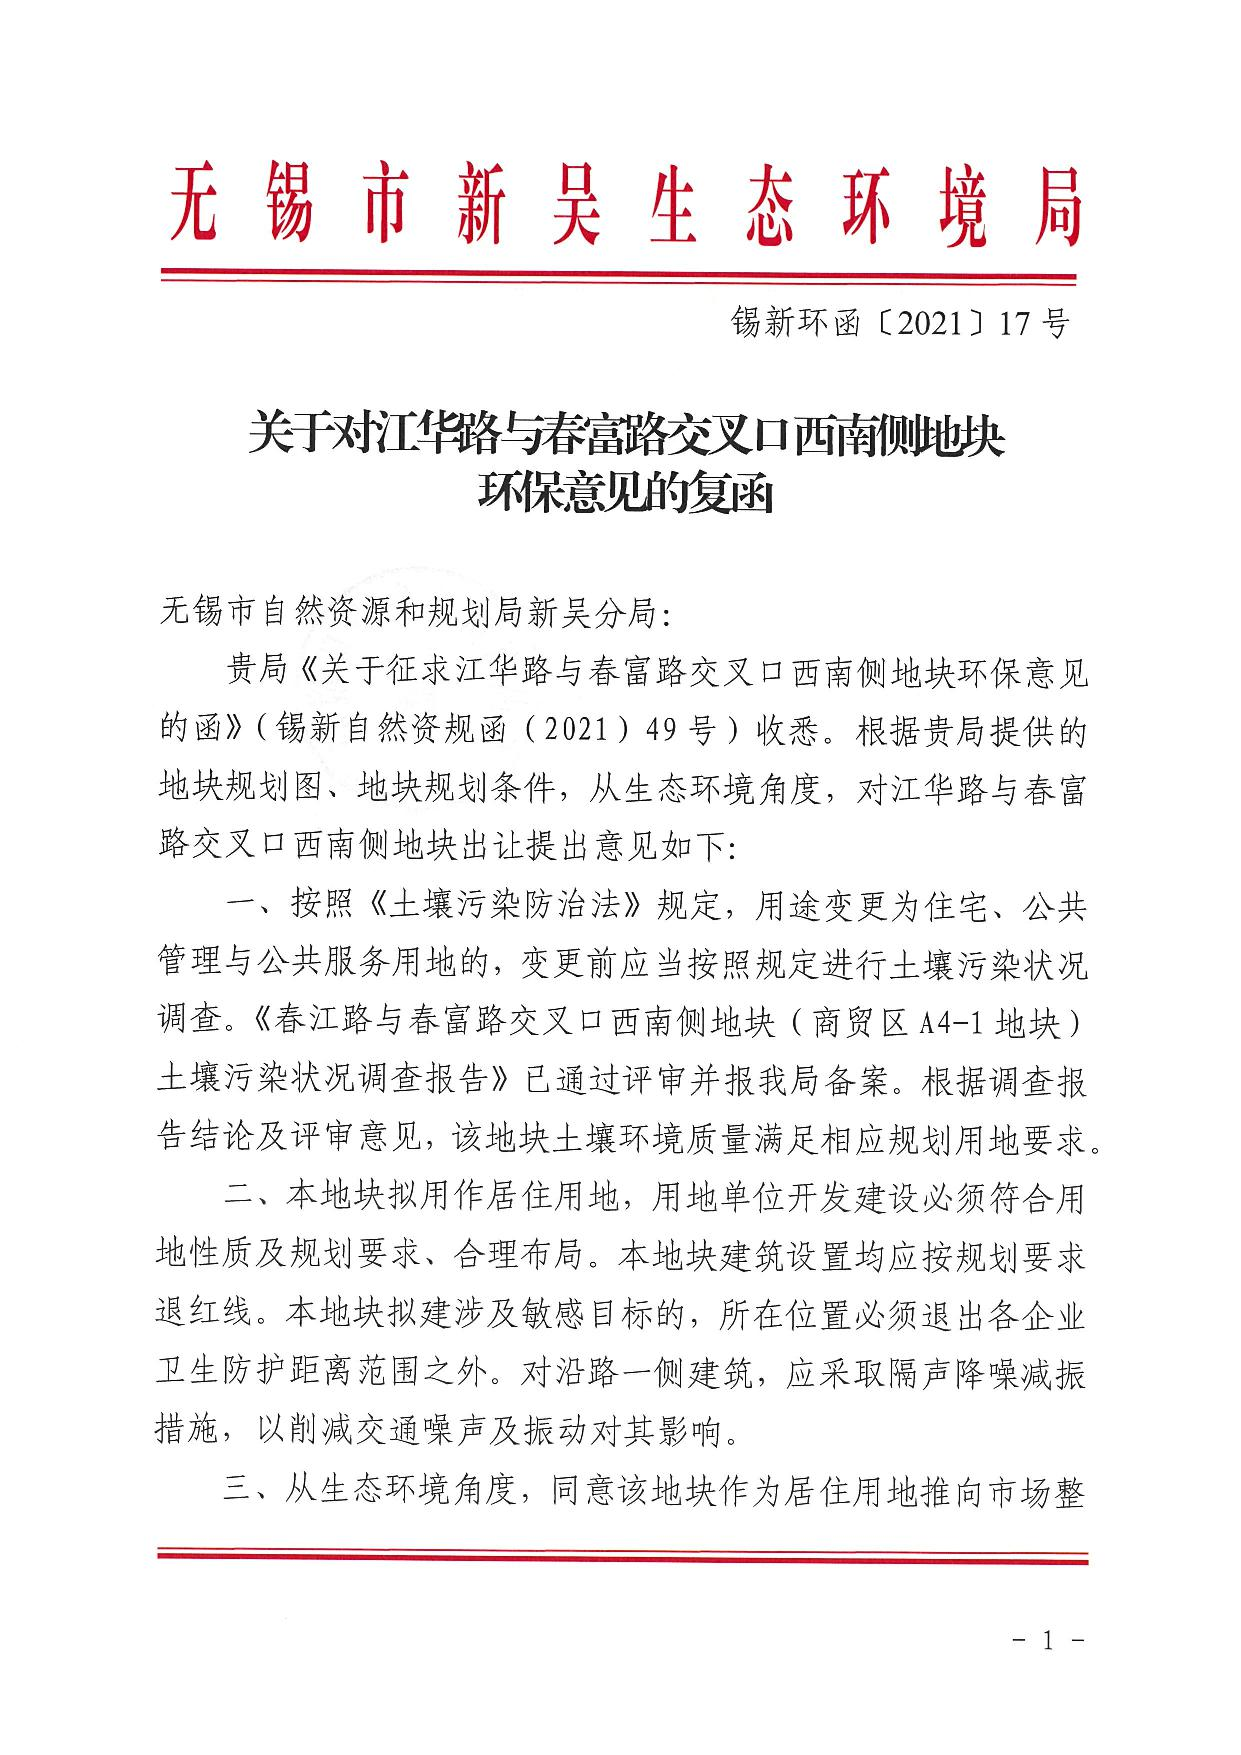 无锡市新吴生态环境局
锡新环函〔2021〕17 号
关于对江华路与春富路交叉口西南侧地块
环保意见的复函
无锡市自然资源和规划局新吴分局：
贵局《关于征求江华路与春富路交叉口西南侧地块环保意见
的函》（锡新自然资规函（2021）49 号）收悉。根据贵局提供的
地块规划图、地块规划条件，从生态环境角度，对江华路与春富
路交叉口西南侧地块出让提出意见如下：
一、按照《土壤污染防治法》规定，用途变更为住宅、公共
管理与公共服务用地的，变更前应当按照规定进行土壤污染状况
调查。《春江路与春富路交叉口西南侧地块（商贸区 A4-1 地块）
土壤污染状况调查报告》已通过评审并报我局备案。根据调查报
告结论及评审意见，该地块土壤环境质量满足相应规划用地要求。
二、本地块拟用作居住用地，用地单位开发建设必须符合用
地性质及规划要求、合理布局。本地块建筑设置均应按规划要求
退红线。本地块拟建涉及敏感目标的，所在位置必须退出各企业
卫生防护距离范围之外。对沿路一侧建筑，应采取隔声降噪减振
措施，以削减交通噪声及振动对其影响。
三、从生态环境角度，同意该地块作为居住用地推向市场整
- 1 -